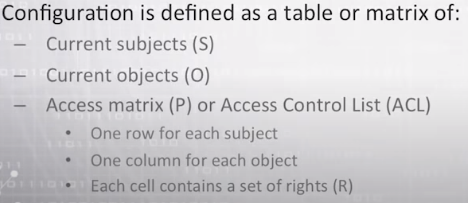 Configuration is defined as a table or matrix of:
– Current subjects (S)
– Current objects (O)
– Access matrix (P) or Access Control List (ACL)
• One row for each subject
• One column for each object
• Each cell contains a set of rights (R)